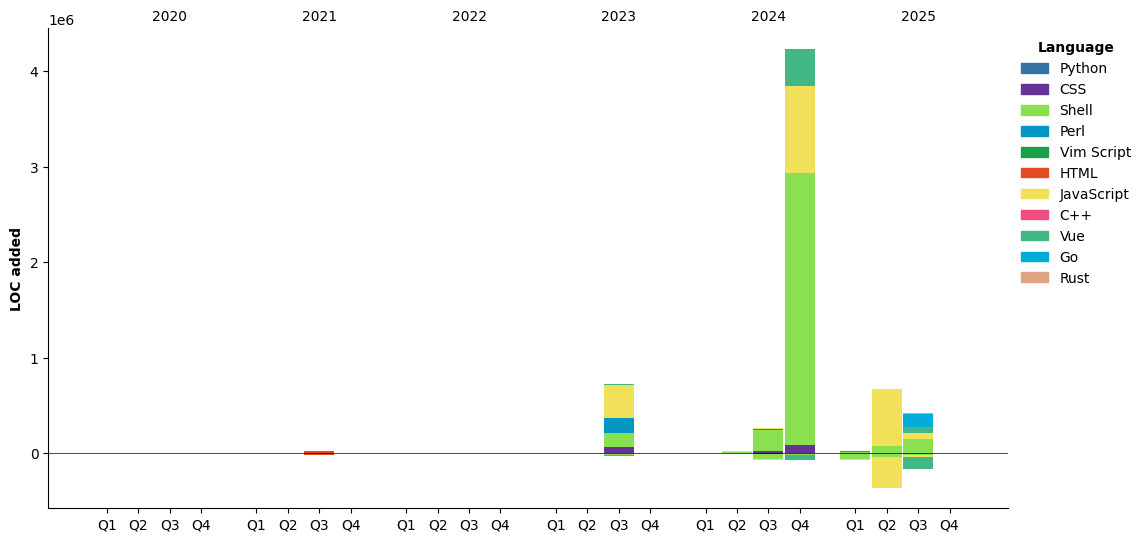 1e6
2020 2021 2022 2023 2024 2025
Language
Python
CSS
Shell
Perl
Vim Script
HTML
JavaScript
C++
Vue
Go
Rust
LOC added
4
3
2
1
0
Q1 Q2 Q3 Q4 Q1 Q2 Q3 Q4 Q1 Q2 Q3 Q4 Q1 Q2 Q3 Q4 Q1 Q2 Q3 Q4 Q1 Q2 Q3 Q4